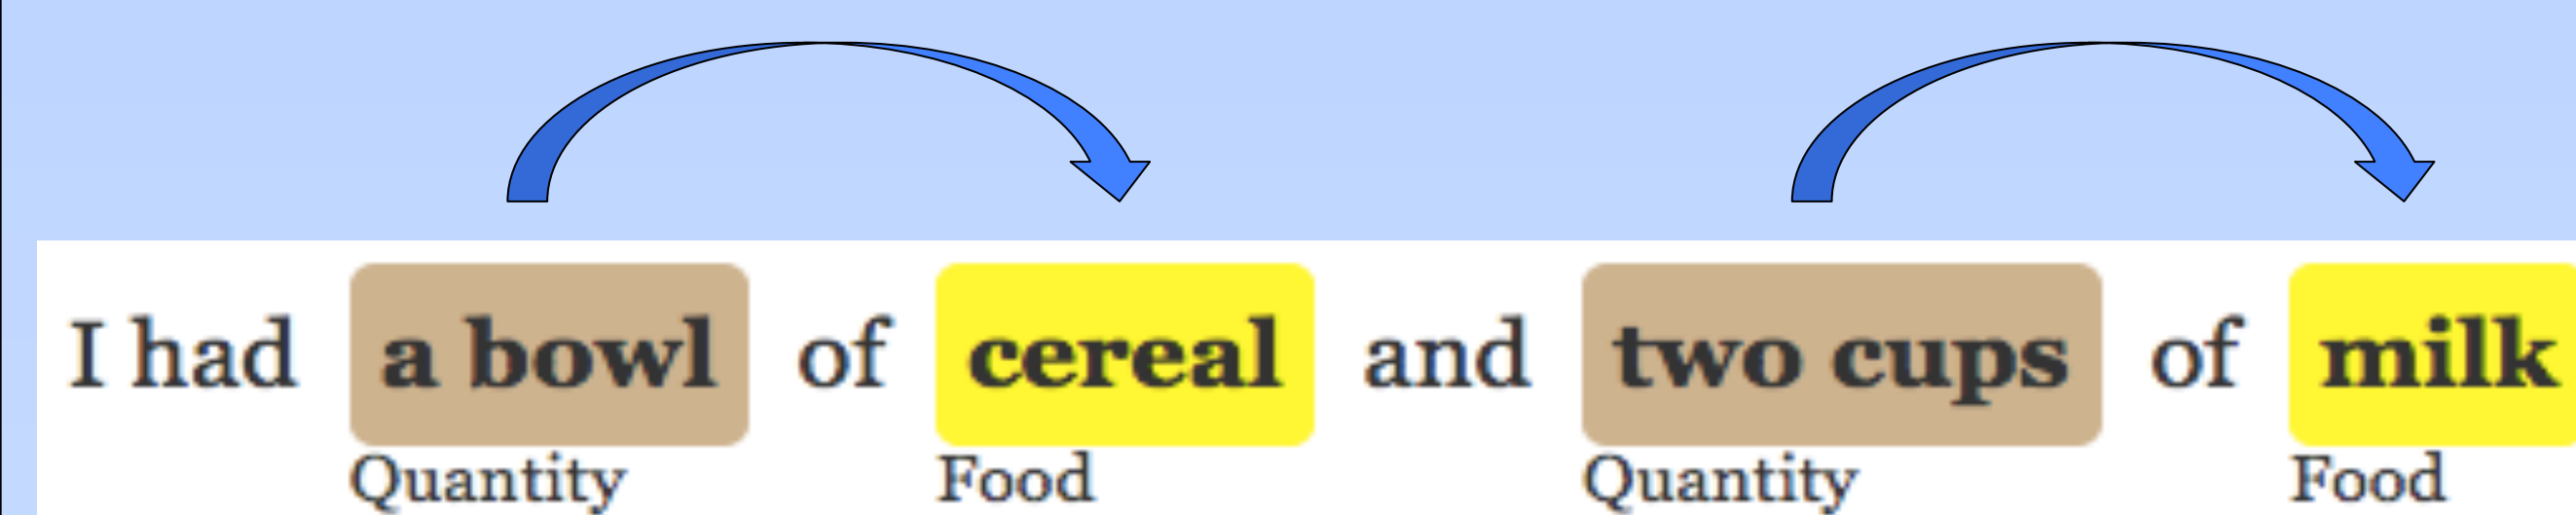 I had a bowl of cereal and two cups of milk
Quantity Food Quantity Food